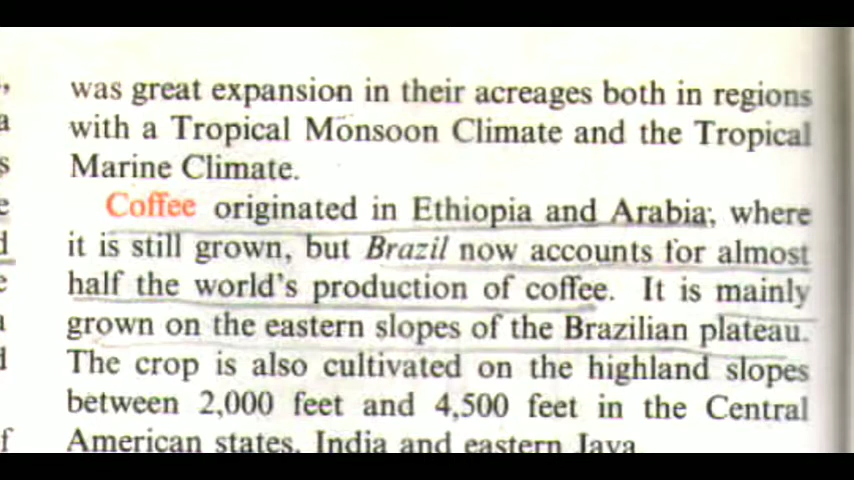 was great expansion in their acreages both in regions
with a Tropical Monsoon Climate and the Tropical
Marine Climate.
Coffee originated in Ethiopia and Arabia, where
it is still grown, but Brazil now accounts for almost
half the world's production of coffee. It is mainly
grown on the eastern slopes of the Brazilian plateau.
The crop is also cultivated on the highland slopes
between 2,000 feet and 4,500 feet in the Central
American states, India and eastern Java